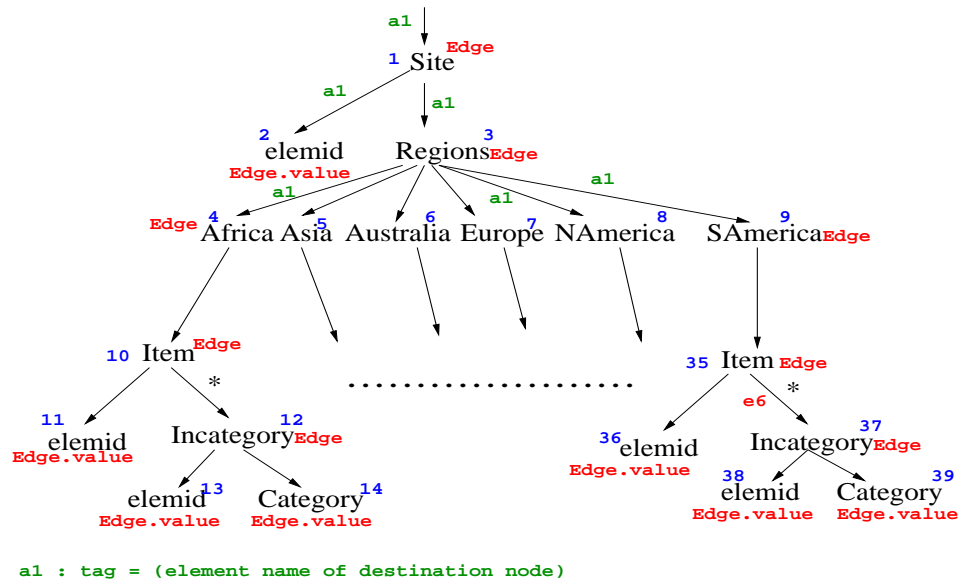 a1
Edge
1 Site
a1
a1
2
3
elemid
Regions Edge
Edge.value
a1 a1 a1
Edge 4 5 6 7 8 9
Africa Asia Australia Europe NAmerica SAmerica Edge
10 Item Edge
35 Item Edge
* *
e6
11 12
elemid Incategory Edge
Edge.value
36 elemid 37
Incategory Edge
Edge.value
elemid 13 Category 14
Edge.value Edge.value
38 39
elemid Category
Edge.value Edge.value
a1 : tag = (element name of destination node)